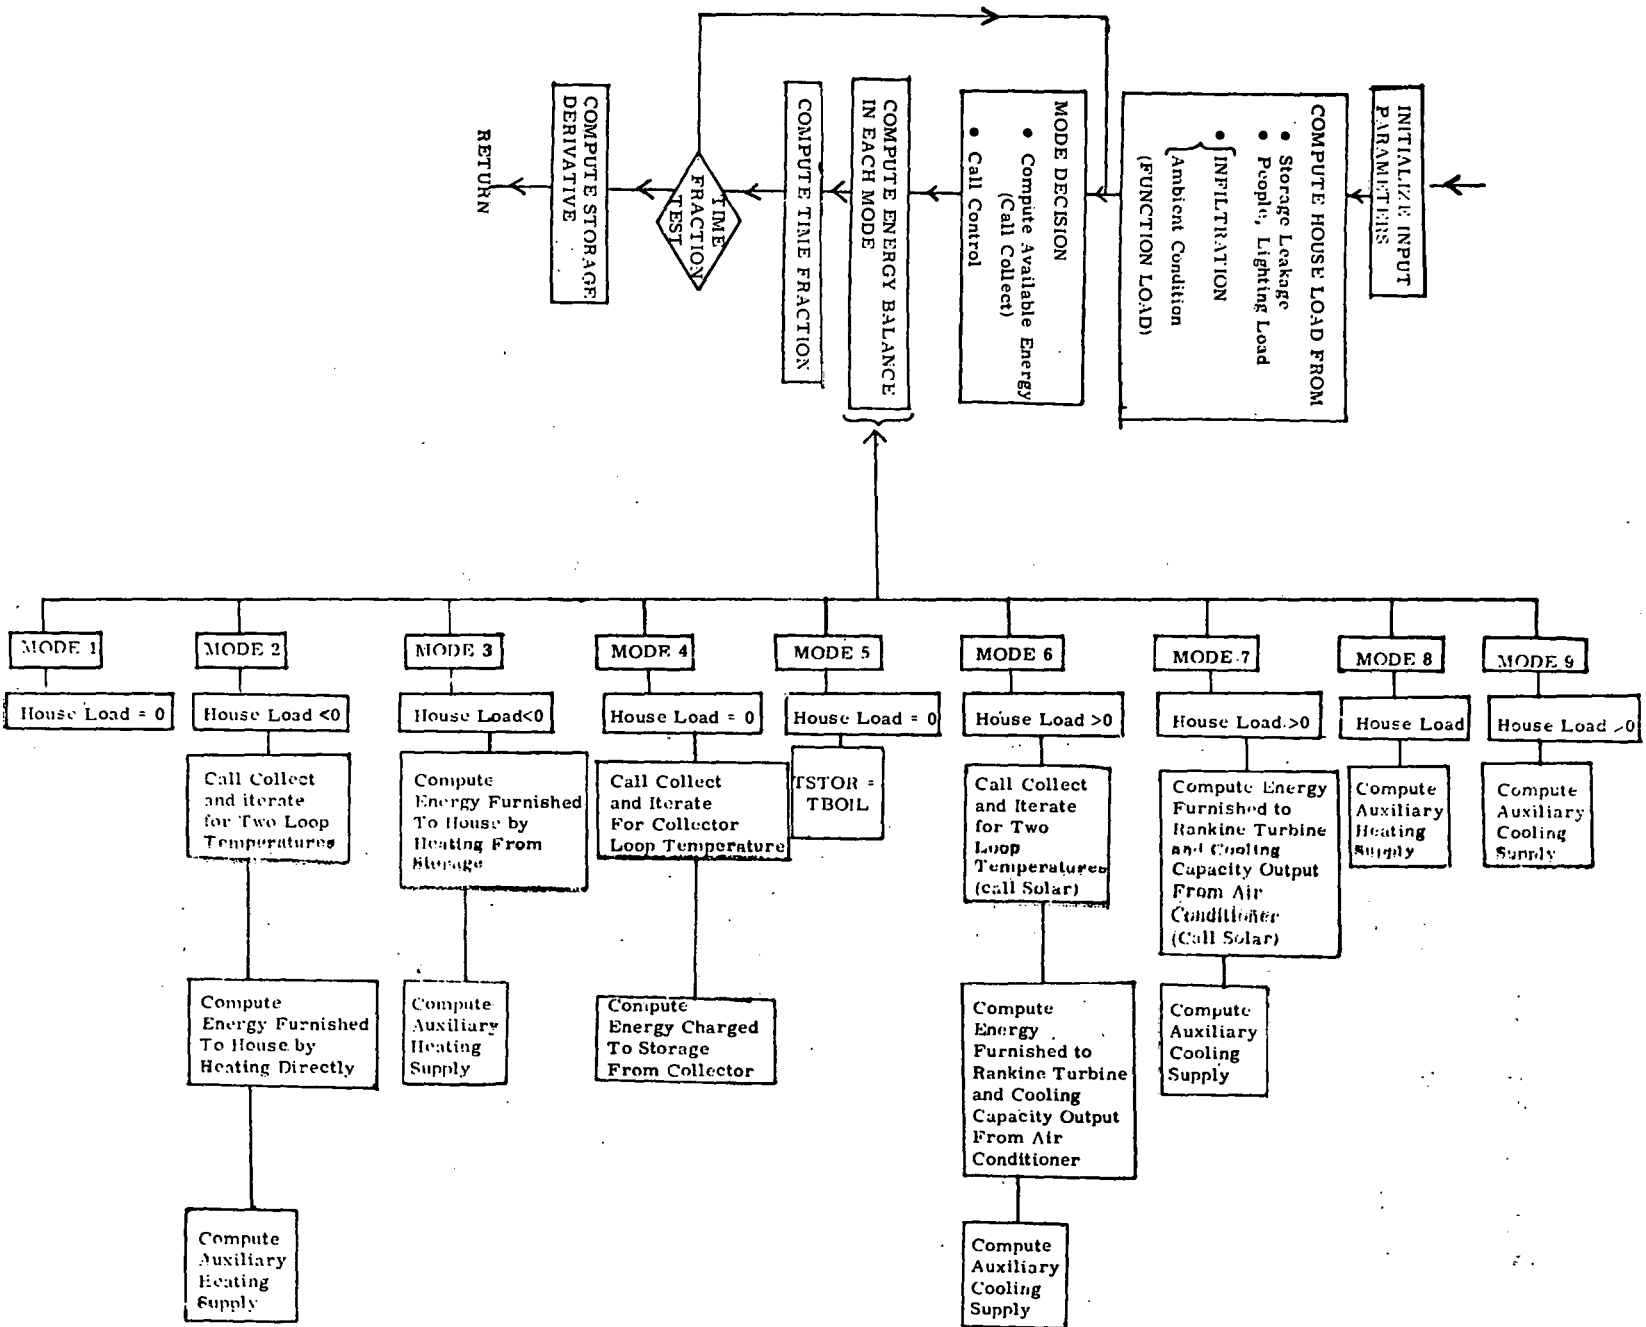 INITIALIZE INPUT
PARAMETERS
COMPUTE HOUSE LOAD FROM
• Storage Leakage
• People, Lighting Load
• INFILTRATION
Ambient Condition
(FUNCTION LOAD)
MODE DECISION
• Compute Available Energy
(Call Collect)
• Call Control
COMPUTE ENERGY BALANCE
IN EACH MODE
COMPUTE TIME FRACTION
TIME
FRACTION
TEST
COMPUTE STORAGE
DERIVATIVE
RETURN
MODE 1
House Load = 0
MODE 2
House Load <0
Call Collect
and iterate
for Two Loop
Temperatures
Compute
Energy Furnished
To House by
Heating Directly
Compute
Auxiliary
Heating
Supply
MODE 3
House Load<0
Compute
Energy Furnished
To House by
Heating From
Storage
Compute
Auxiliary
Heating
Supply
MODE 4
House Load = 0
Call Collect
and Iterate
For Collector
Loop Temperature
Compute
Energy Charged
To Storage
From Collector
MODE 5
House Load = 0
TSTOR =
TBOIL
MODE 6
House Load >0
Call Collect
and Iterate
for Two
Loop
Temperatures
(call Solar)
Compute
Energy
Furnished to
Rankine Turbine
and Cooling
Capacity Output
From Air
Conditioner
Compute
Auxiliary
Cooling
Supply
MODE 7
House Load >0
Compute Energy
Furnished to
Rankine Turbine
and Cooling
Capacity Output
From Air
Conditioner
(Call Solar)
Compute
Auxiliary
Cooling
Supply
MODE 8
House Load
Compute
Auxiliary
Heating
Supply
MODE 9
House Load >0
Compute
Auxiliary
Cooling
Supply